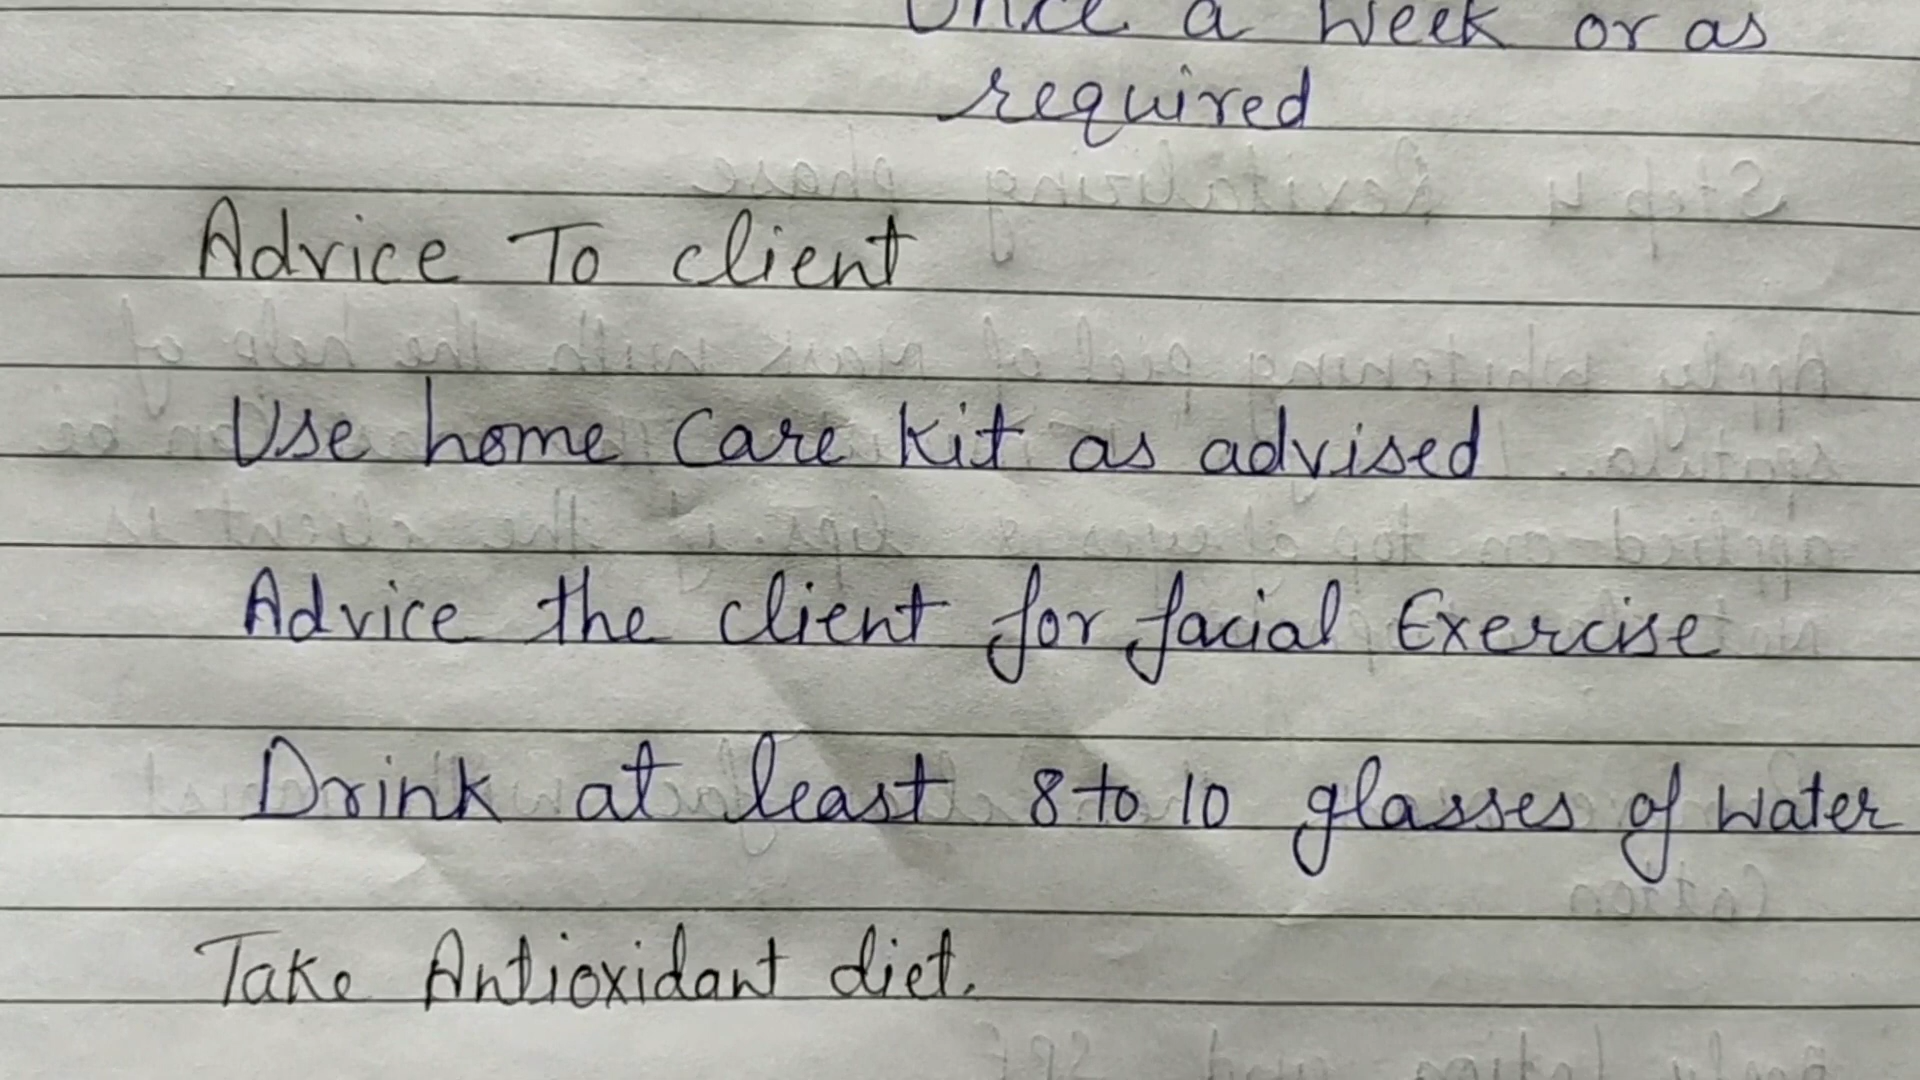 Once a week or as
required
Advice To client
Use home Care kit as advised
Advice the client for facial Exercise
Drink at least 8 to 10 glasses of water
Take Antioxidant diet.